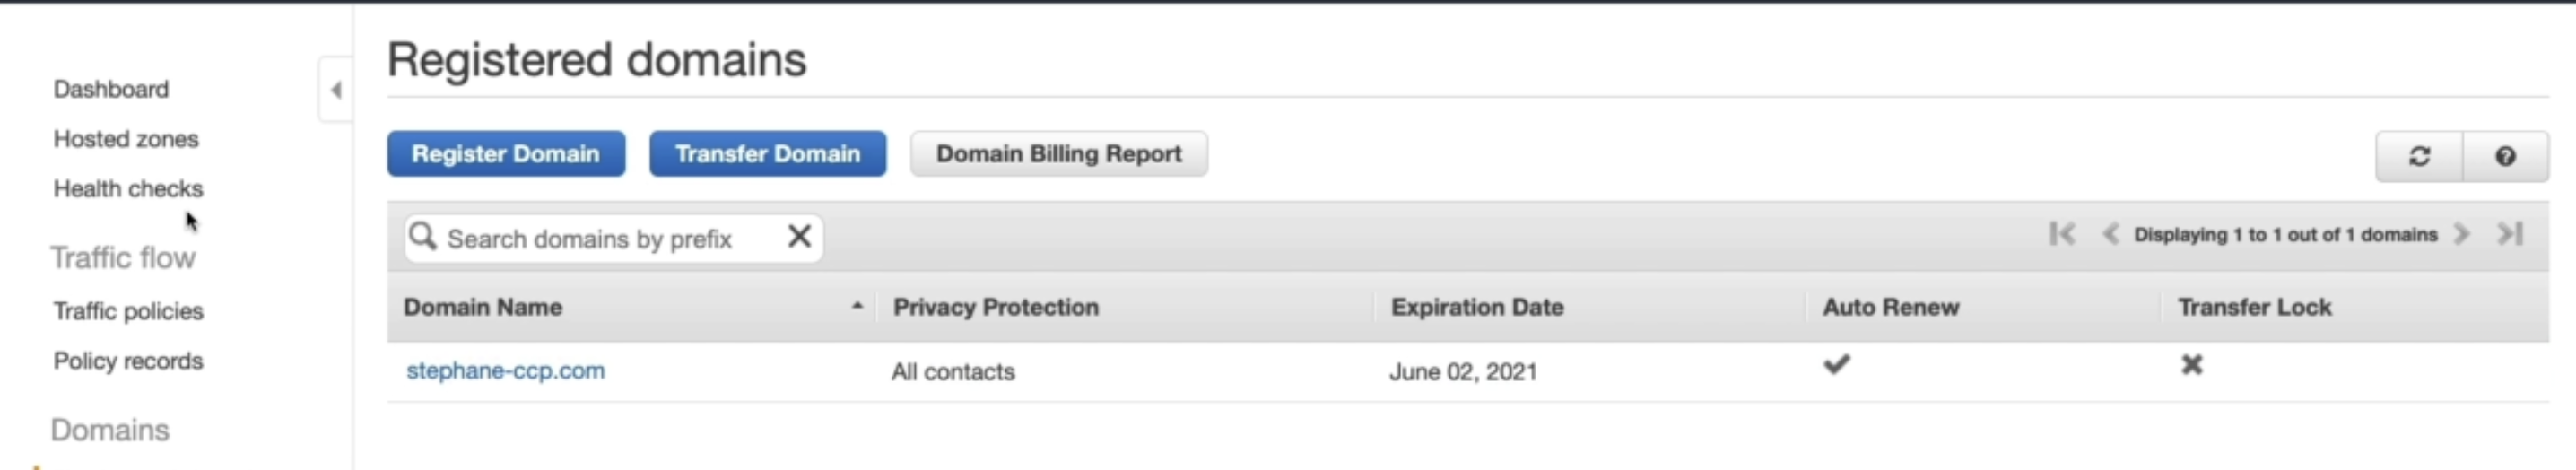 Dashboard
Hosted zones
Health checks
Traffic flow
Traffic policies
Policy records
Domains
Registered domains
Register Domain Transfer Domain Domain Billing Report
Search domains by prefix
Displaying 1 to 1 out of 1 domains
Domain Name Privacy Protection Expiration Date Auto Renew Transfer Lock
stephane-ccp.com All contacts June 02, 2021